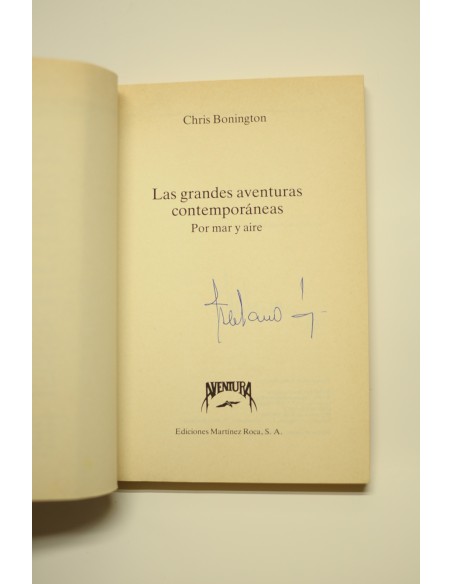 Chris Bonington
Las grandes aventuras
contemporáneas
Por mar y aire
AVENTURA
Ediciones Martínez Roca, S. A.